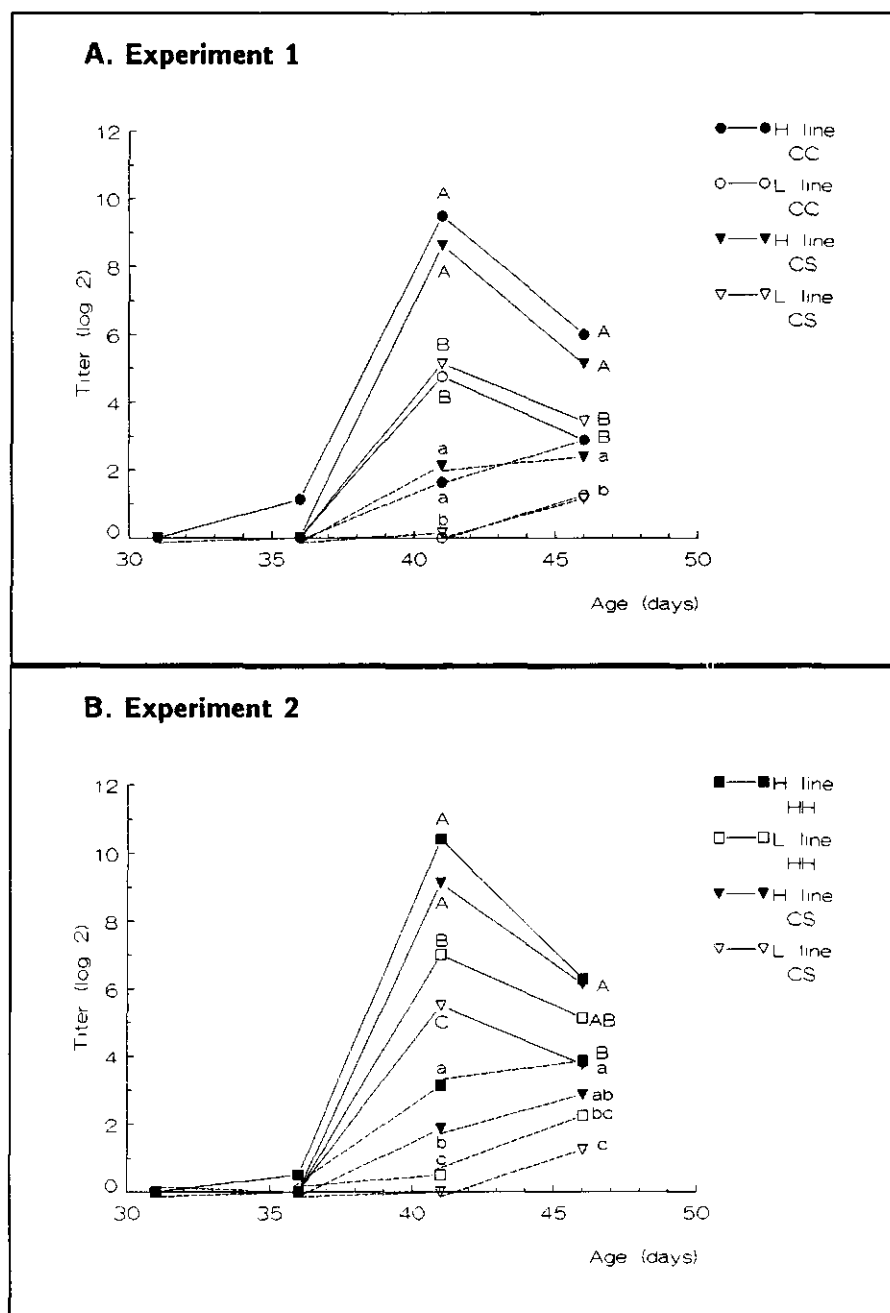 A. Experiment 1
12
10
8
6
4
2
0
Titer (log 2)
30 35 40 45 50
Age (days)
A
A
B
B
a
a
b
A
A
B
B
a
b
H line
CC
L line
CC
H line
CS
L line
CS
B. Experiment 2
12
10
8
6
4
2
0
Titer (log 2)
30 35 40 45 50
Age (days)
A
A
B
C
a
b
c
A
AB
B
a
ab
bc
c
H line
HH
L line
HH
H line
CS
L line
CS